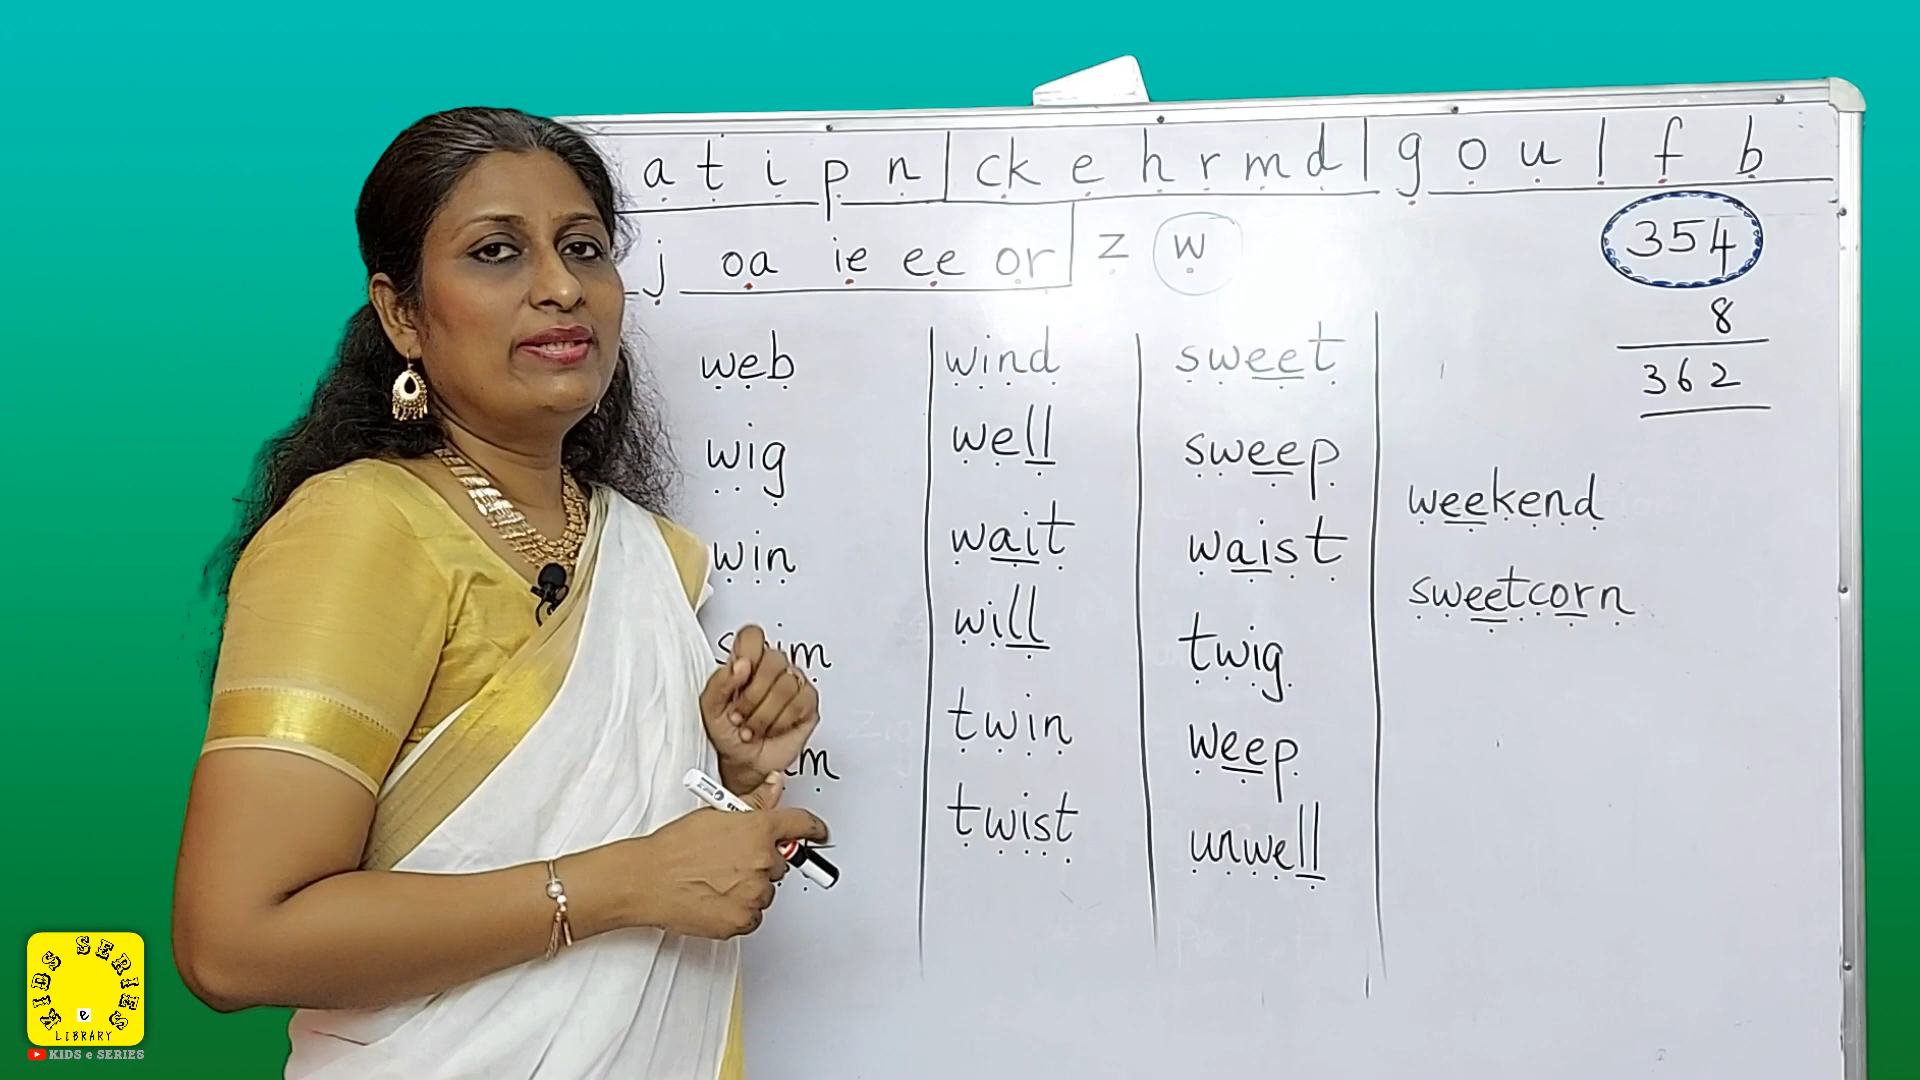 a t i p n | ck e h r m d | g o u l f b
j oa ie ee or z w
354
8
362
web wind sweet
wig well sweep
weekend
win wait waist
sweetcorn
will twig
twin weep
twist unwell
KIDS SERIES
e
LIBRARY
KIDS e SERIES